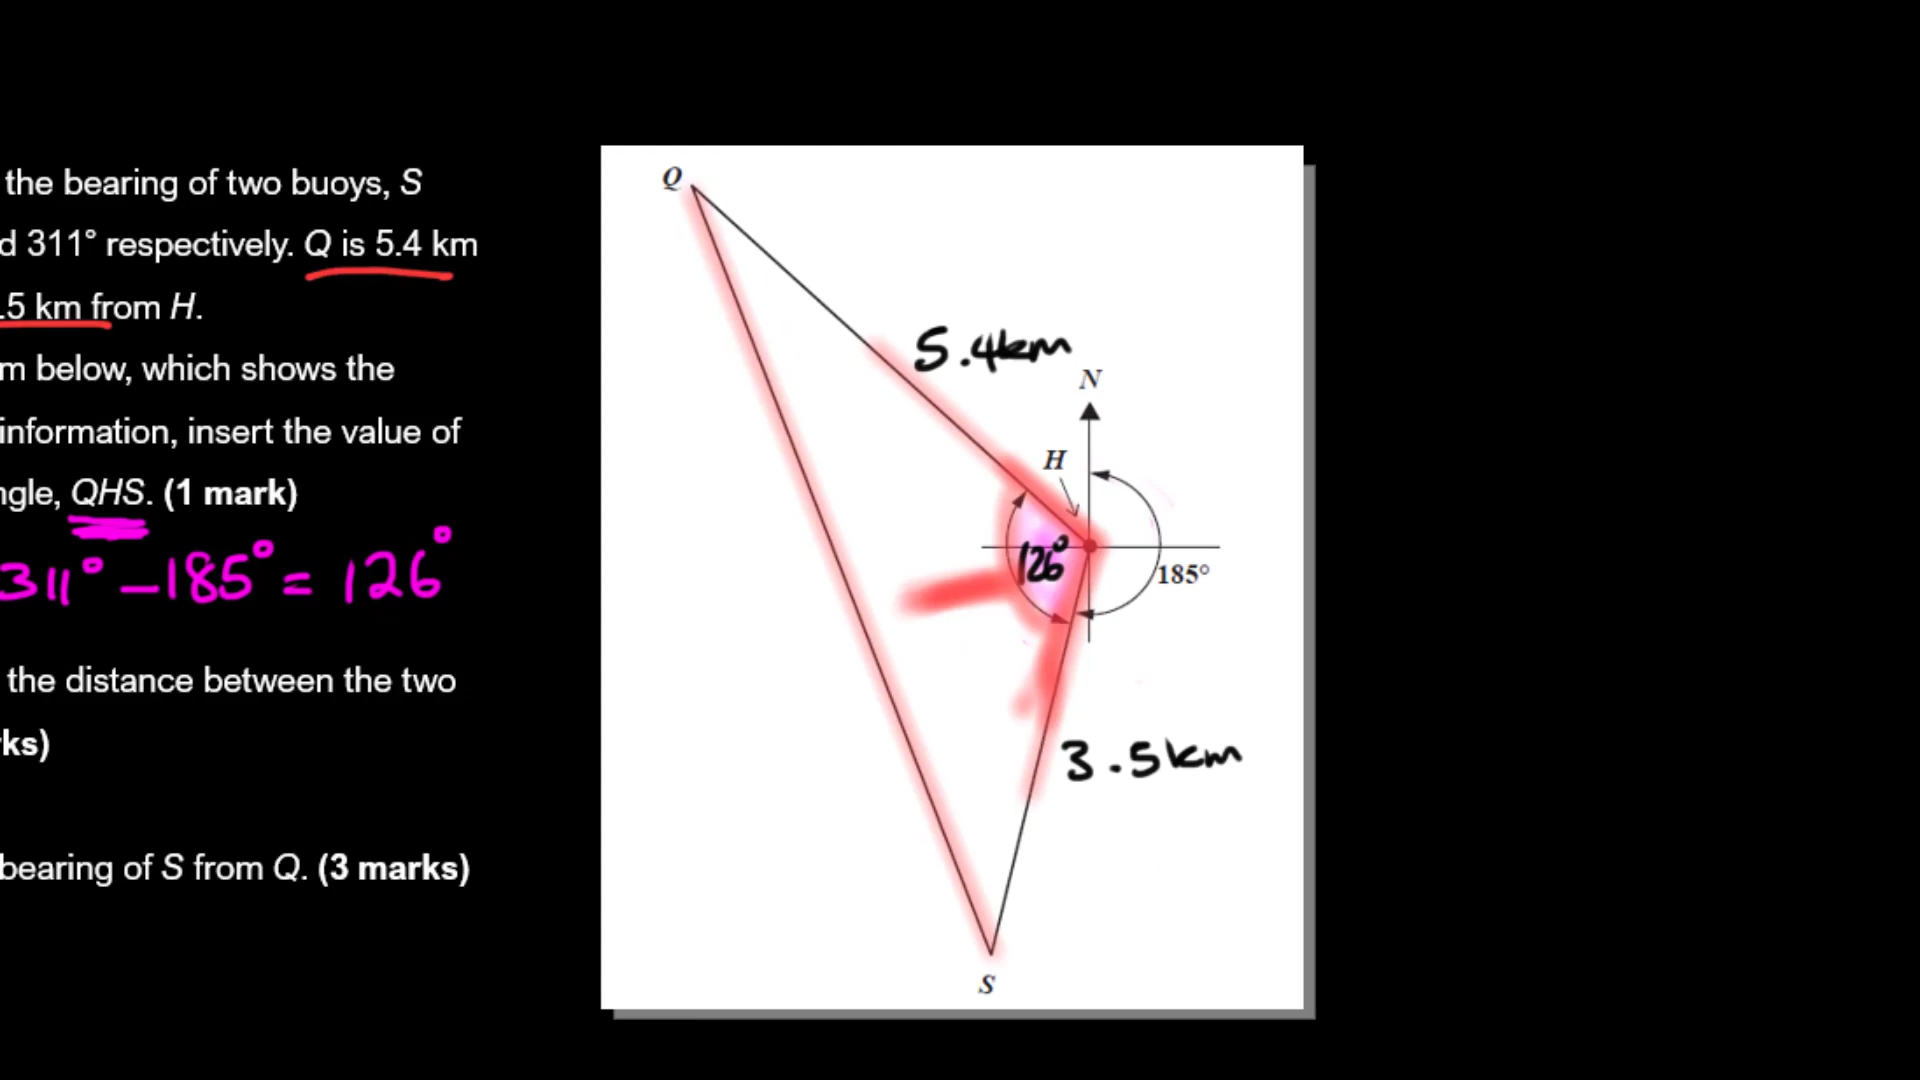 the bearing of two buoys, S
d 311° respectively. Q is 5.4 km
.5 km from H.
m below, which shows the
information, insert the value of
ngle, QHS. (1 mark)
311° - 185° = 126°
the distance between the two
ks)
bearing of S from Q. (3 marks)
Q
5.4km
N
H
126°
185°
3.5km
S